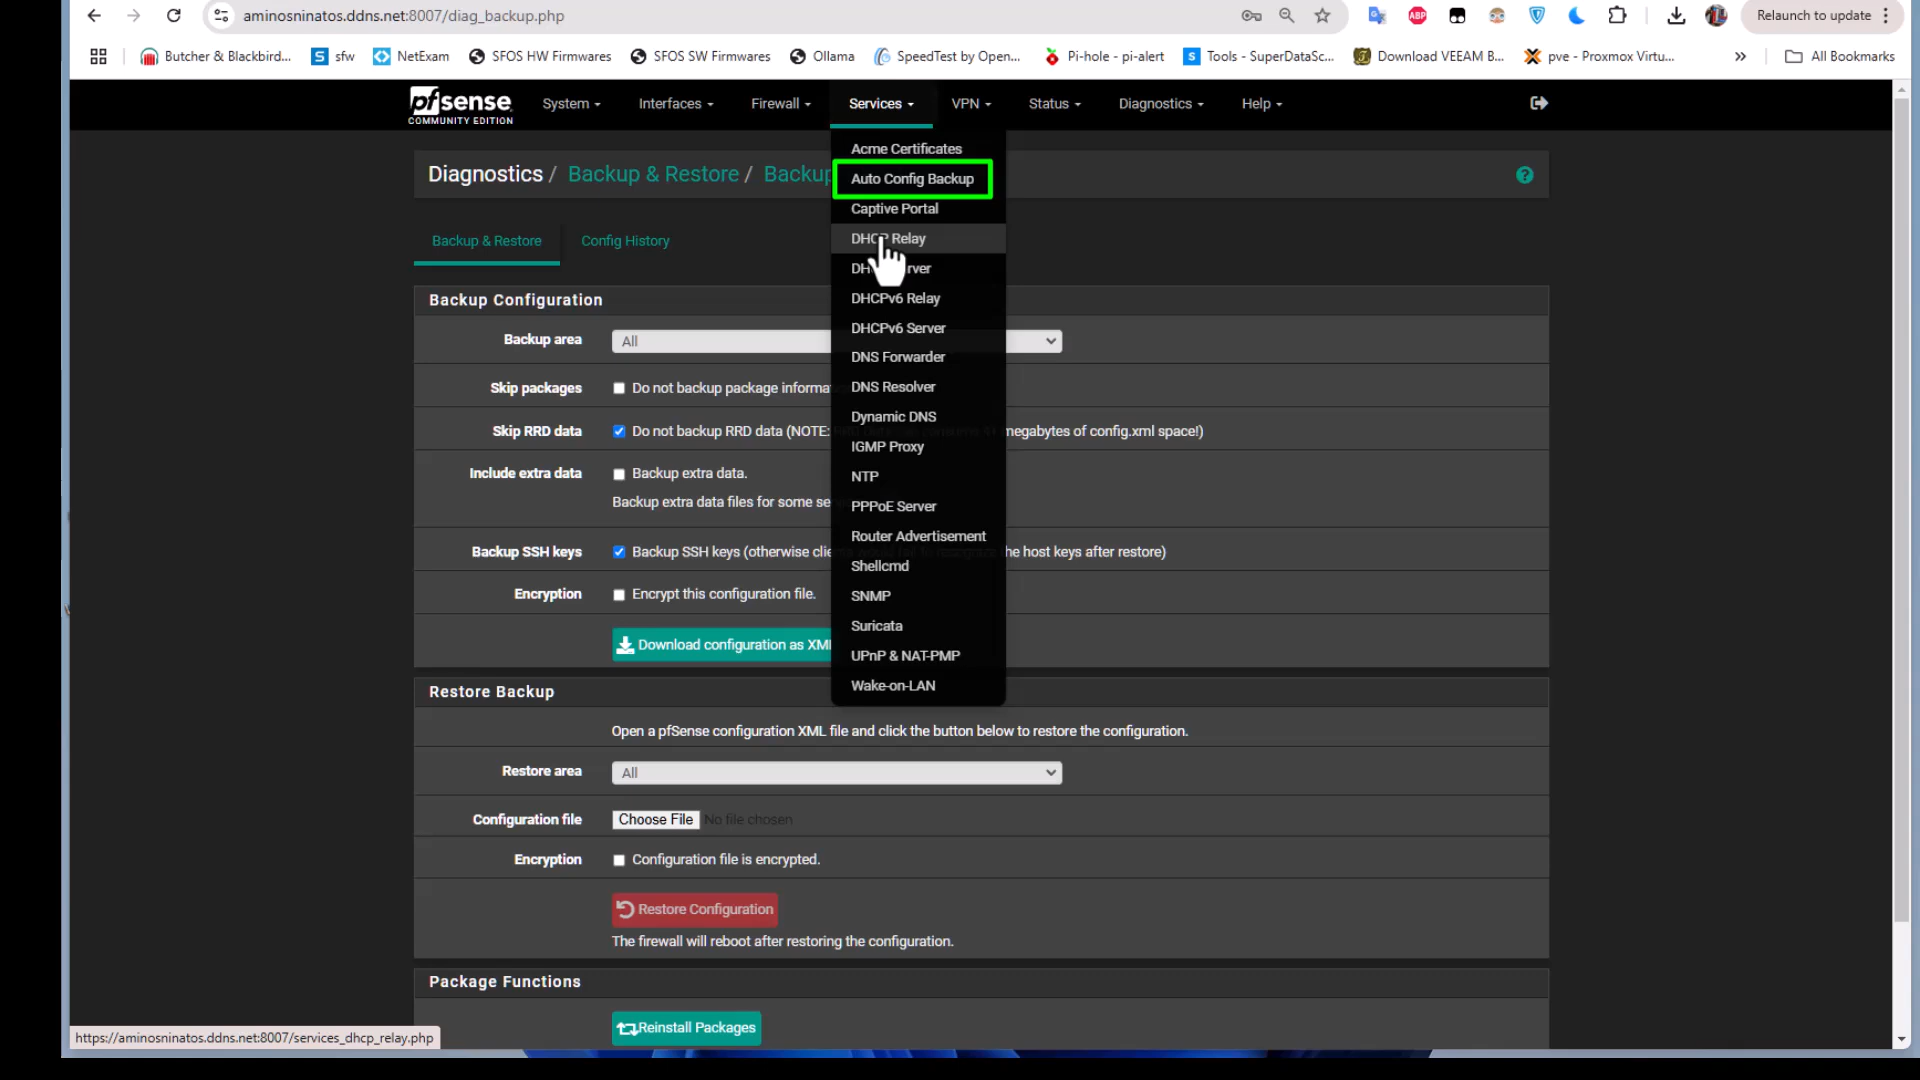 aminosninatos.ddns.net:8007/diag_backup.php
ABP
Relaunch to update
Butcher & Blackbird...
S sfw
NetExam
SFOS HW Firmwares
SFOS SW Firmwares
Ollama
SpeedTest by Open...
Pi-hole - pi-alert
S Tools - SuperDataSc...
Download VEEAM B...
pve - Proxmox Virtu...
»
All Bookmarks
pfsense
COMMUNITY EDITION
System
Interfaces
Firewall
Services
VPN
Status
Diagnostics
Help
Acme Certificates
Auto Config Backup
Captive Portal
DHCP Relay
DHCPv6 Relay
DHCPv6 Server
DNS Forwarder
DNS Resolver
Dynamic DNS
IGMP Proxy
NTP
PPPoE Server
Router Advertisement
Shellcmd
SNMP
Suricata
UPnP & NAT-PMP
Wake-on-LAN
Diagnostics / Backup & Restore / Backup
?
Backup & Restore
Config History
Backup Configuration
Backup area
All
Skip packages
Do not backup package
Skip RRD data
Do not backup RRD data (NOTE: megabytes of config.xml space!)
Include extra data
Backup extra data.
Backup extra data files for some
Backup SSH keys
Backup SSH keys (otherwise the host keys after restore)
Encryption
Encrypt this configuration file.
Download configuration as XML
Restore Backup
Open a pfSense configuration XML file and click the button below to restore the configuration.
Restore area
All
Configuration file
Choose File No file chosen
Encryption
Configuration file is encrypted.
Restore Configuration
The firewall will reboot after restoring the configuration.
Package Functions
Reinstall Packages
https://aminosninatos.ddns.net:8007/services_dhcp_relay.php